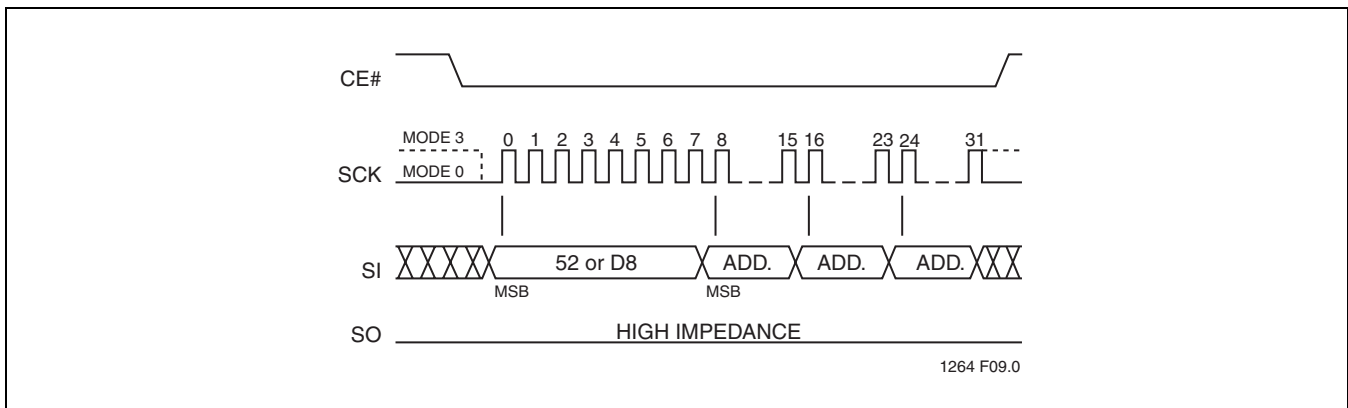 CE#
MODE 3
0 1 2 3 4 5 6 7 8 15 16 23 24 31
SCK
MODE 0
SI
52 or D8
ADD.
ADD.
ADD.
MSB
MSB
SO
HIGH IMPEDANCE
1264 F09.0